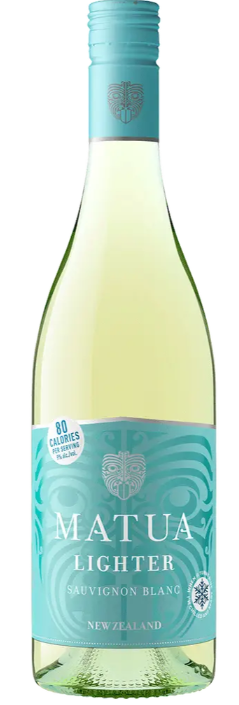 80
CALORIES
PER SERVING
MATUA
LIGHTER
SAUVIGNON BLANC
NEW ZEALAND